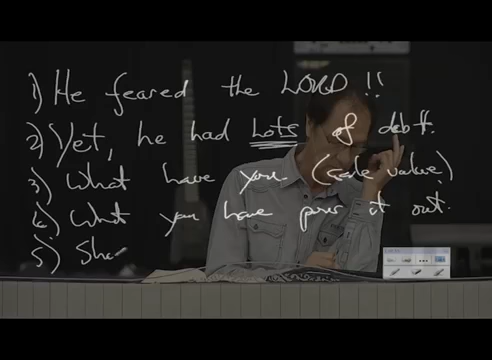 1) He feared the LORD!!
2) Yet, he had Lots of debt.
3) What have you (sale value)
4) What you have pour it out.
5) Sha